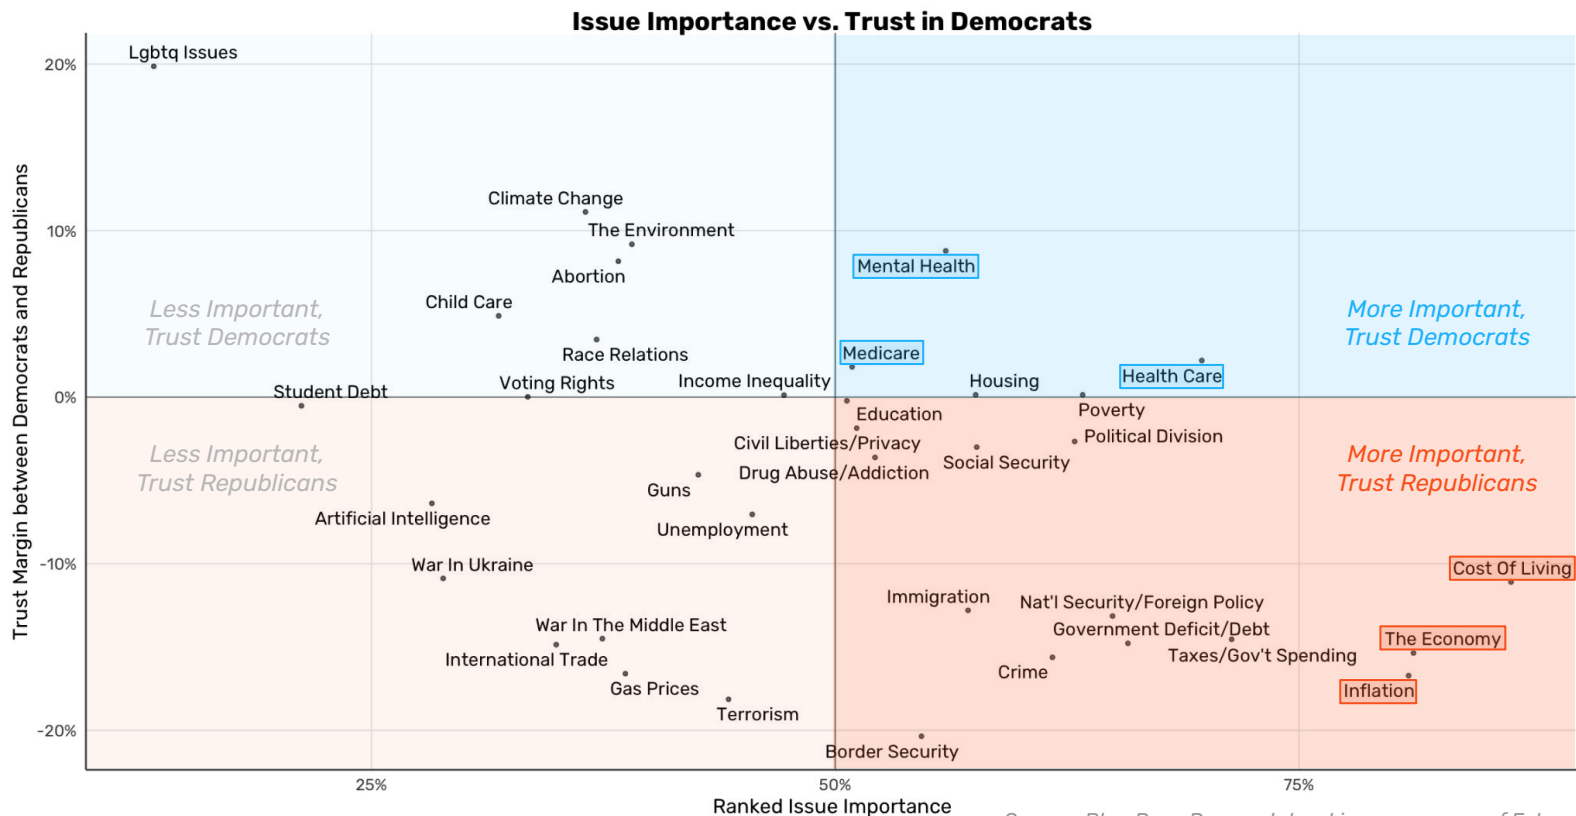 Issue Importance vs. Trust in Democrats
Trust Margin between Democrats and Republicans
20%
10%
0%
-10%
-20%
Lgbtq Issues
Climate Change
The Environment
Abortion
Mental Health
Child Care
Less Important,
Trust Democrats
More Important,
Trust Democrats
Race Relations
Medicare
Health Care
Voting Rights
Income Inequality
Housing
Student Debt
Education
Poverty
Civil Liberties/Privacy
Political Division
Less Important,
Trust Republicans
More Important,
Trust Republicans
Social Security
Drug Abuse/Addiction
Guns
Artificial Intelligence
Unemployment
War In Ukraine
Cost Of Living
Immigration
Nat'l Security/Foreign Policy
War In The Middle East
Government Deficit/Debt
The Economy
International Trade
Taxes/Gov't Spending
Crime
Gas Prices
Inflation
Terrorism
Border Security
25%
50%
75%
Ranked Issue Importance